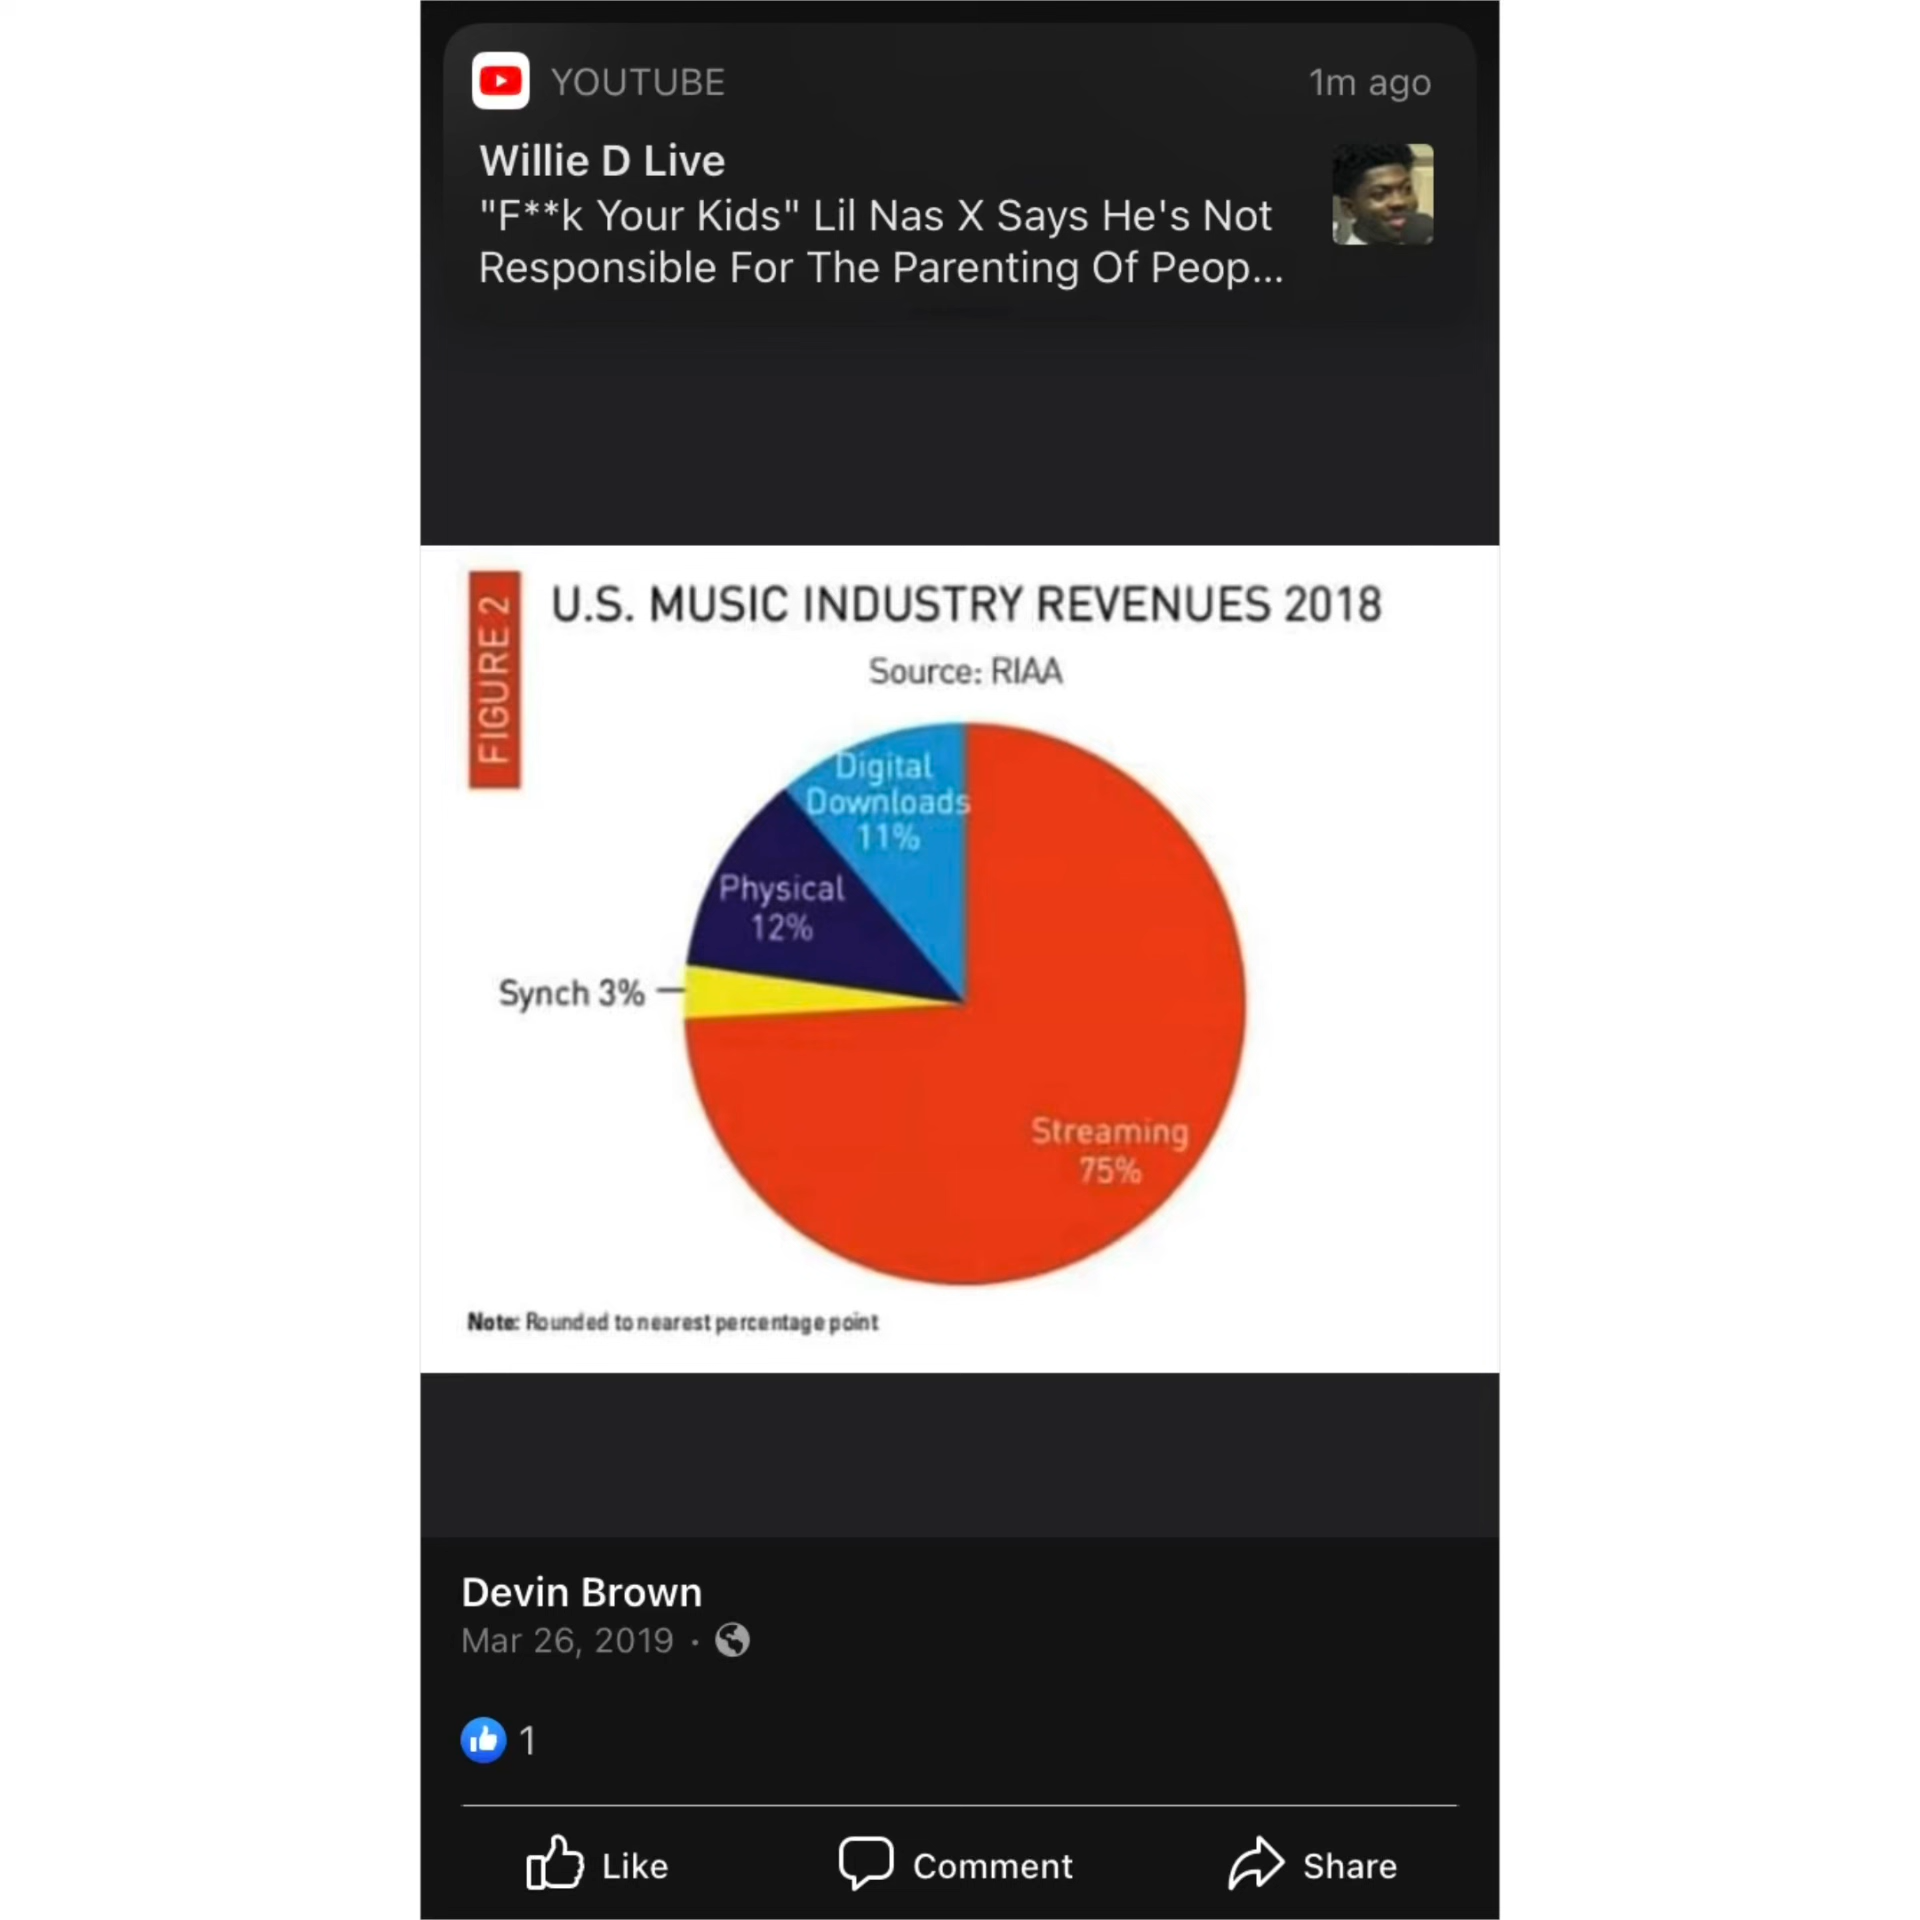 YOUTUBE 1m ago
Willie D Live
"F**k Your Kids" Lil Nas X Says He's Not
Responsible For The Parenting Of Peop...
FIGURE 2
U.S. MUSIC INDUSTRY REVENUES 2018
Source: RIAA
Digital
Downloads
11%
Physical
12%
Synch 3%
Streaming
75%
Note: Rounded to nearest percentage point
Devin Brown
Mar 26, 2019 ·
1
Like Comment Share